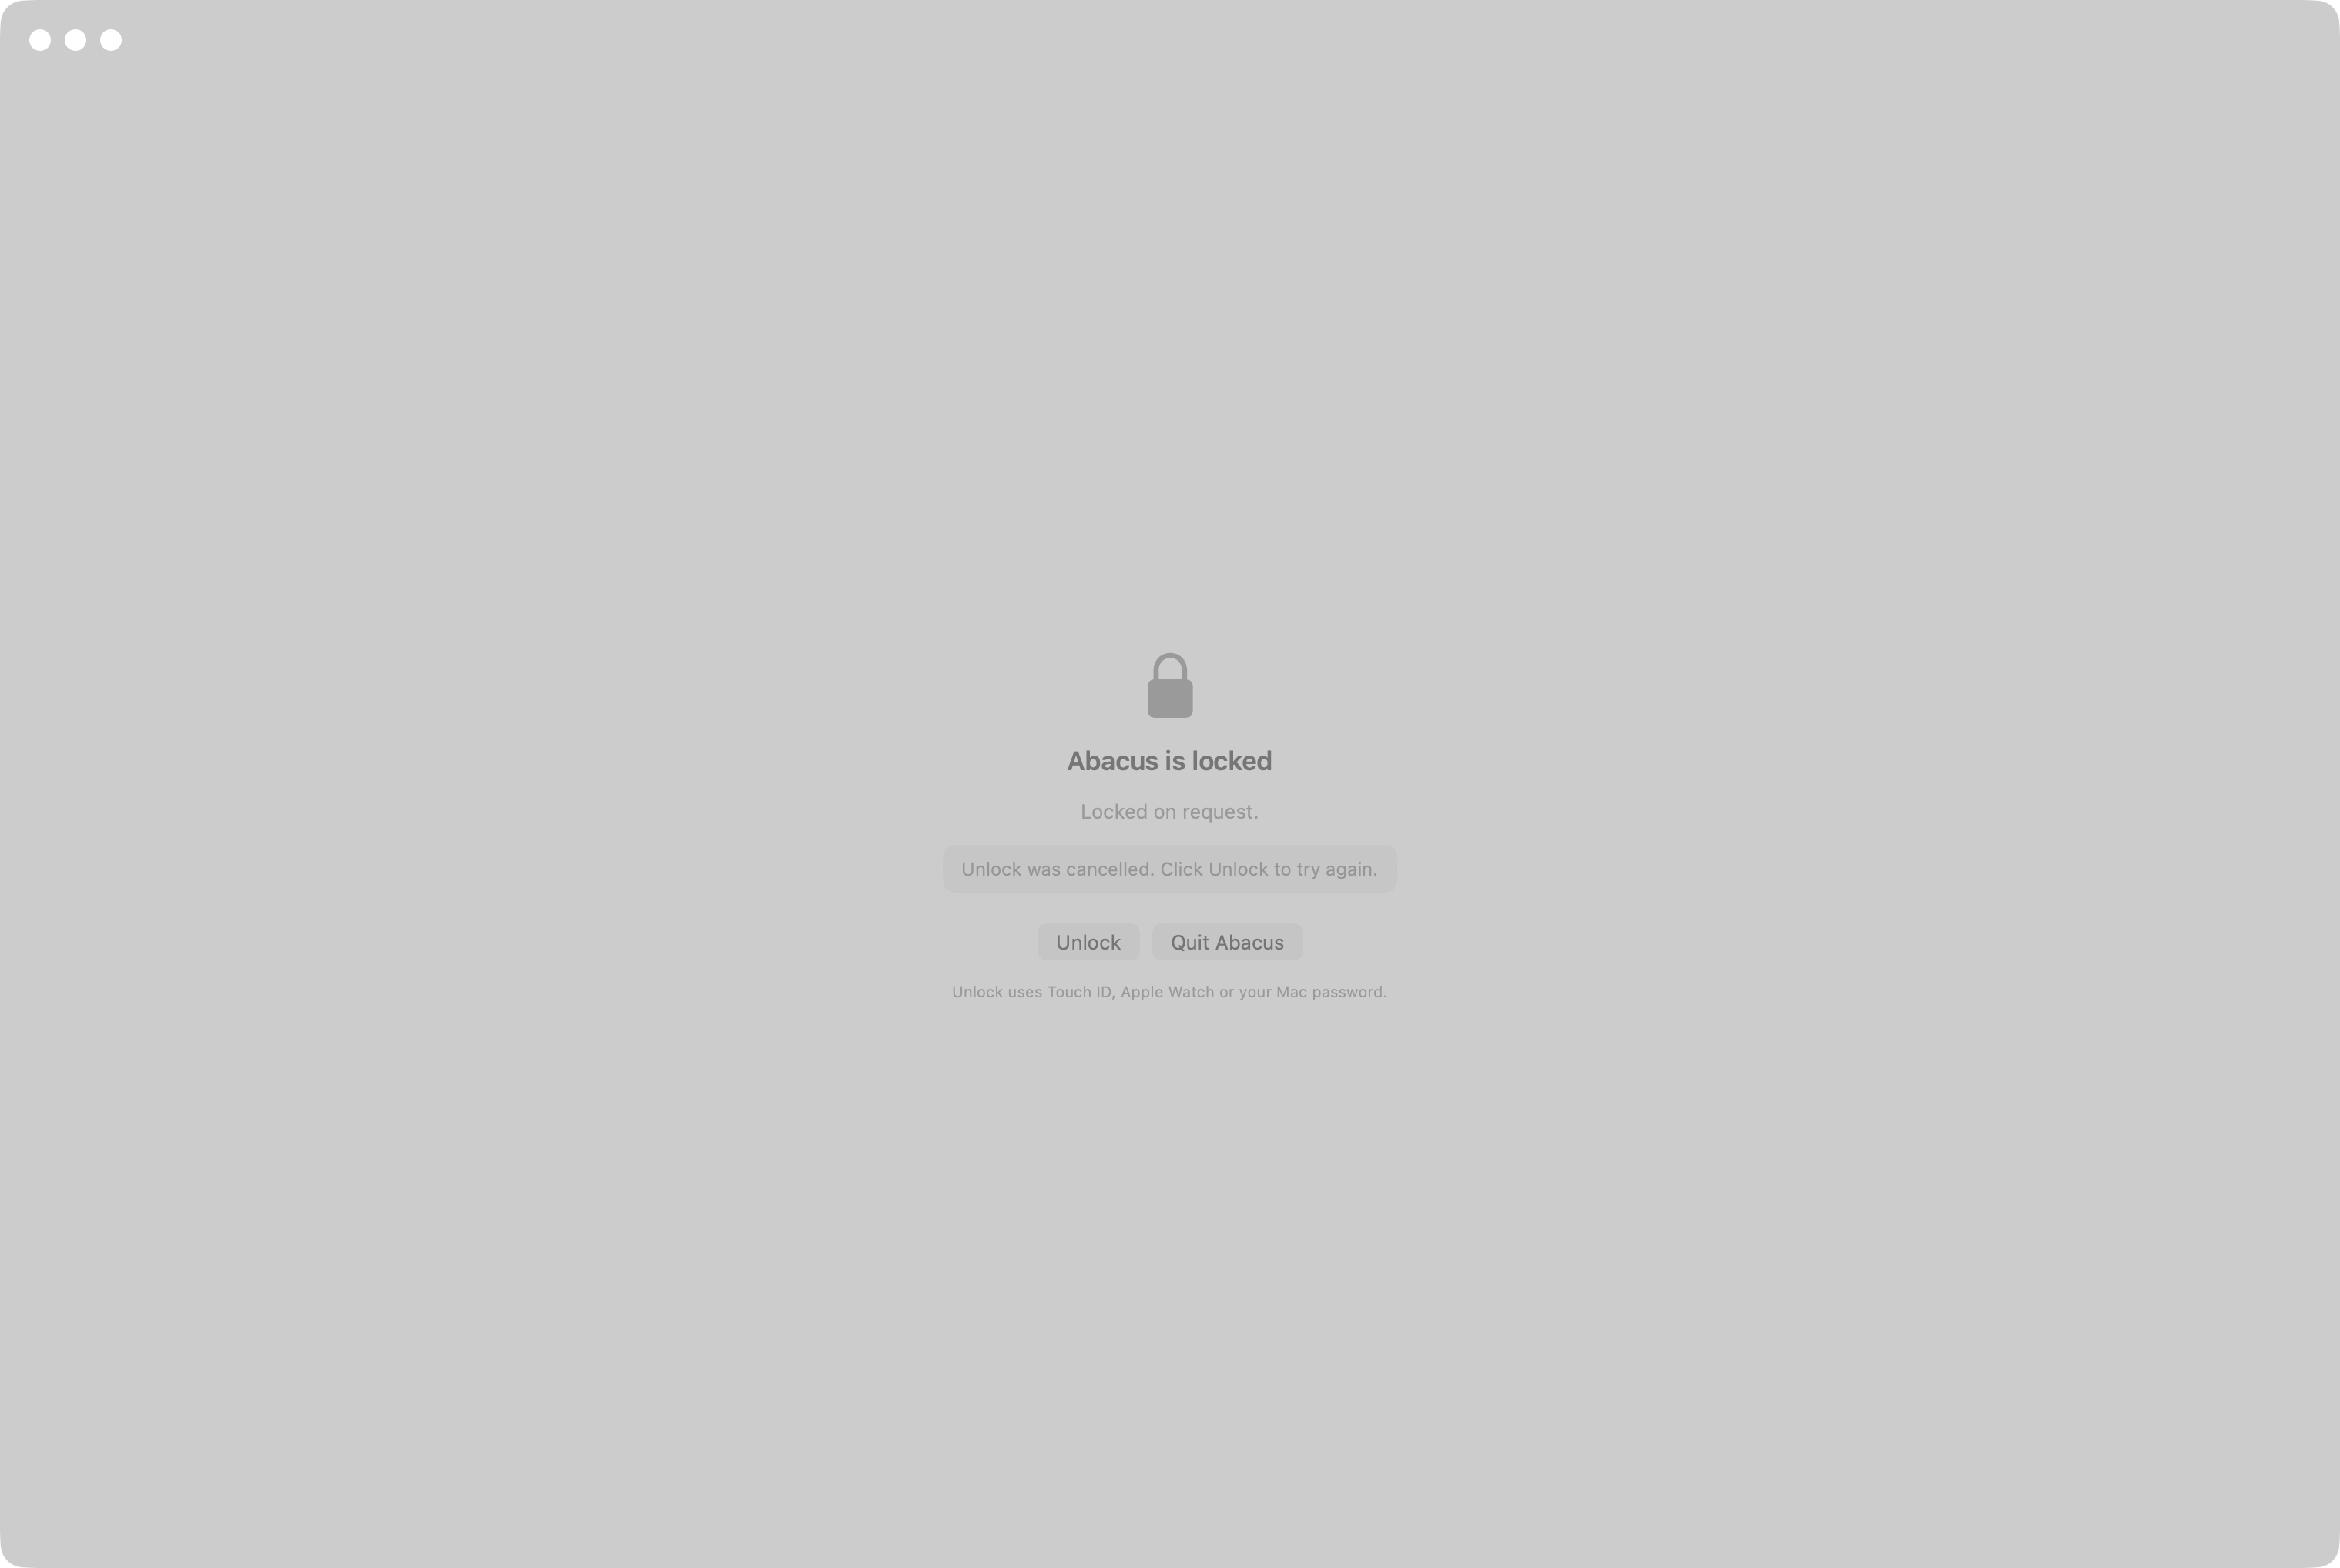 Abacus is locked
Locked on request.
Unlock was cancelled. Click Unlock to try again.
Unlock
Quit Abacus
Unlock uses Touch ID, Apple Watch or your Mac password.